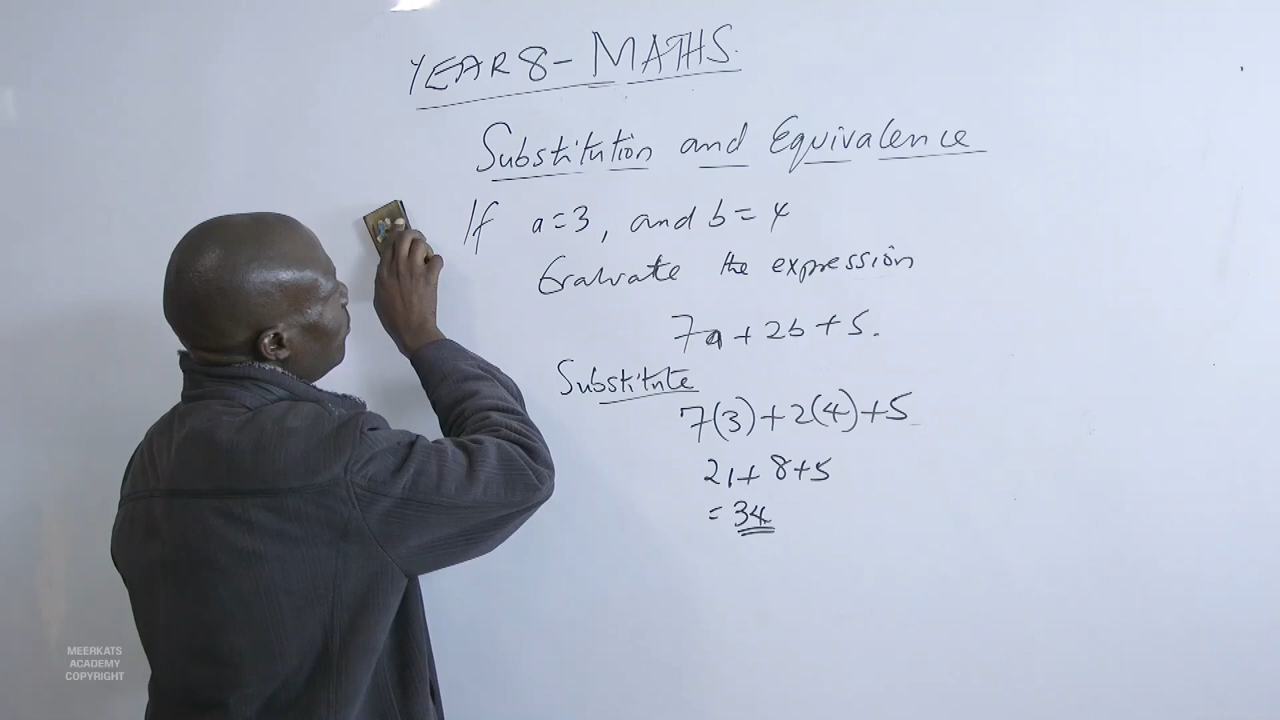 YEAR 8 - MATHS.
Substitution and Equivalence
If a=3, and b=4
Evaluate the expression
7a + 2b + 5.
Substitute
7(3)+2(4)+5
21+8+5
= 34
MEERKATS
ACADEMY
COPYRIGHT